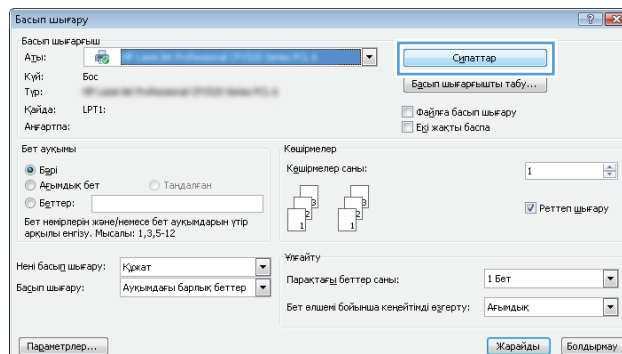 Басып шығару
Басып шығарғыш
Аты:
Сипаттар
Күй: Бос
Түр:
Басып шығарғышты табу...
Қайда: LPT1:
Файлға басып шығару
Аңғартпа:
Екі жақты баспа
Бет ауқымы
Бәрі
Ағымдық бет Таңдалған
Беттер:
Бет нөмірлерін және/немесе бет ауқымдарын үтір
арқылы енгізу. Мысалы: 1,3,5-12
Көшірмелер
Көшірмелер саны: 1
Реттеп шығару
Нені басып шығару: Құжат
Басып шығару: Ауқымдағы барлық беттер
Ұлғайту
Парақтағы беттер саны: 1 Бет
Бет өлшемі бойынша кеңейтімді өзгерту: Ағымдық
Параметрлер...
Жарайды Болдырмау